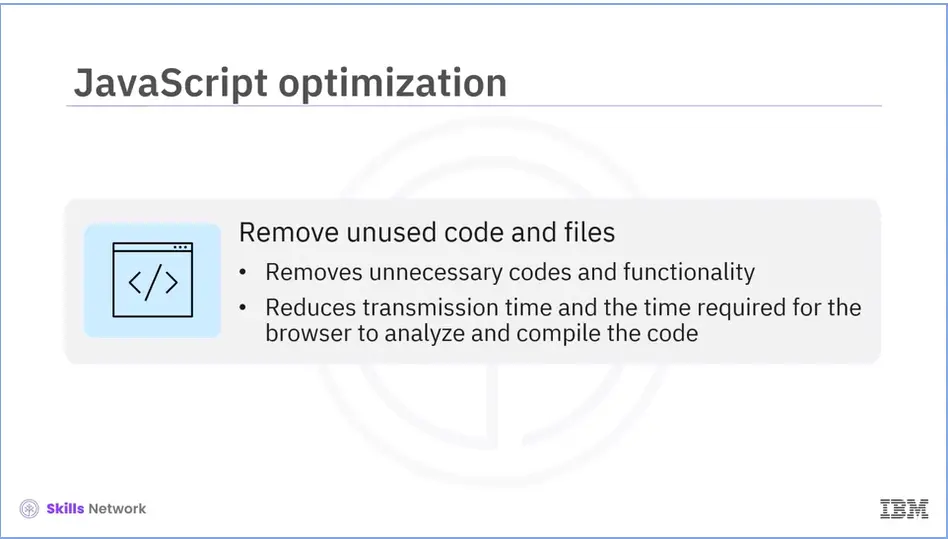 JavaScript optimization
</>
Remove unused code and files
• Removes unnecessary codes and functionality
• Reduces transmission time and the time required for the
browser to analyze and compile the code
Skills Network
IBM